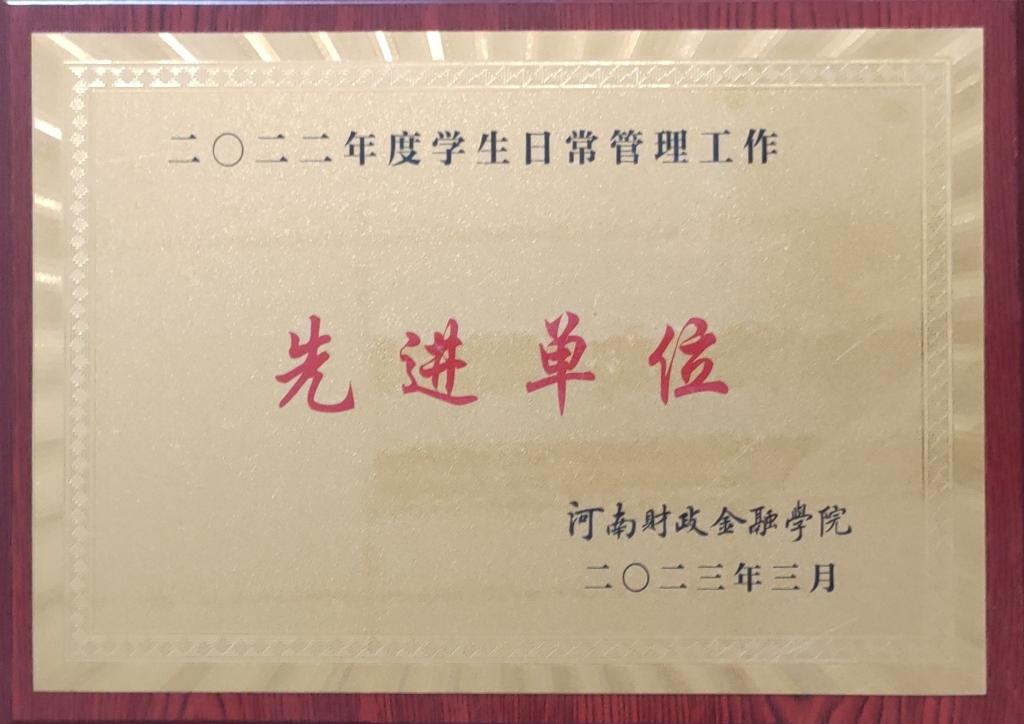 二〇二二年度学生日常管理工作
先进单位
河南财政金融學院
二〇二三年三月